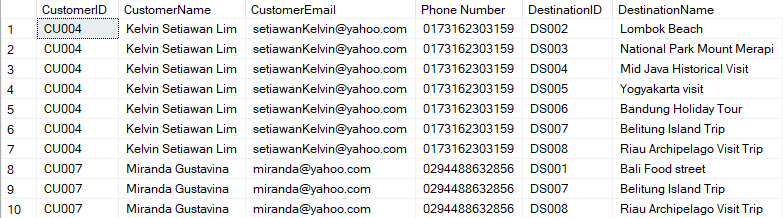 CustomerID CustomerName CustomerEmail Phone Number DestinationID DestinationName
1 CU004 Kelvin Setiawan Lim setiawanKelvin@yahoo.com 0173162303159 DS002 Lombok Beach
2 CU004 Kelvin Setiawan Lim setiawanKelvin@yahoo.com 0173162303159 DS003 National Park Mount Merapi
3 CU004 Kelvin Setiawan Lim setiawanKelvin@yahoo.com 0173162303159 DS004 Mid Java Historical Visit
4 CU004 Kelvin Setiawan Lim setiawanKelvin@yahoo.com 0173162303159 DS005 Yogyakarta visit
5 CU004 Kelvin Setiawan Lim setiawanKelvin@yahoo.com 0173162303159 DS006 Bandung Holiday Tour
6 CU004 Kelvin Setiawan Lim setiawanKelvin@yahoo.com 0173162303159 DS007 Belitung Island Trip
7 CU004 Kelvin Setiawan Lim setiawanKelvin@yahoo.com 0173162303159 DS008 Riau Archipelago Visit Trip
8 CU007 Miranda Gustavina miranda@yahoo.com 0294488632856 DS001 Bali Food street
9 CU007 Miranda Gustavina miranda@yahoo.com 0294488632856 DS007 Belitung Island Trip
10 CU007 Miranda Gustavina miranda@yahoo.com 0294488632856 DS008 Riau Archipelago Visit Trip